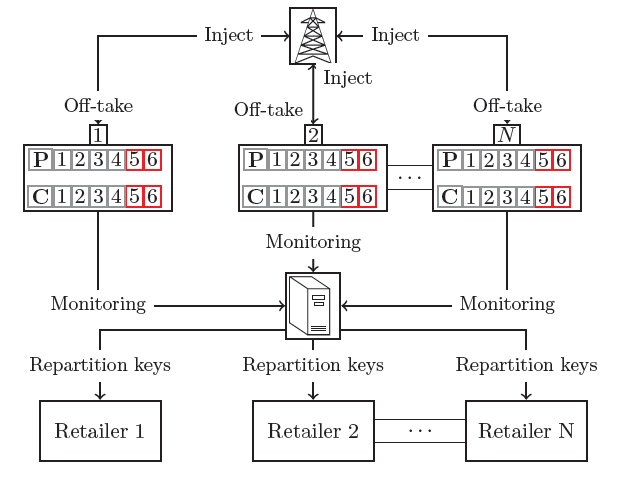 Inject Inject
Inject
Off-take Off-take Off-take
1 2 N
P 1 2 3 4 5 6 P 1 2 3 4 5 6 P 1 2 3 4 5 6
...
C 1 2 3 4 5 6 C 1 2 3 4 5 6 C 1 2 3 4 5 6
Monitoring
Monitoring Monitoring
Repartition keys Repartition keys Repartition keys
Retailer 1 Retailer 2 ... Retailer N